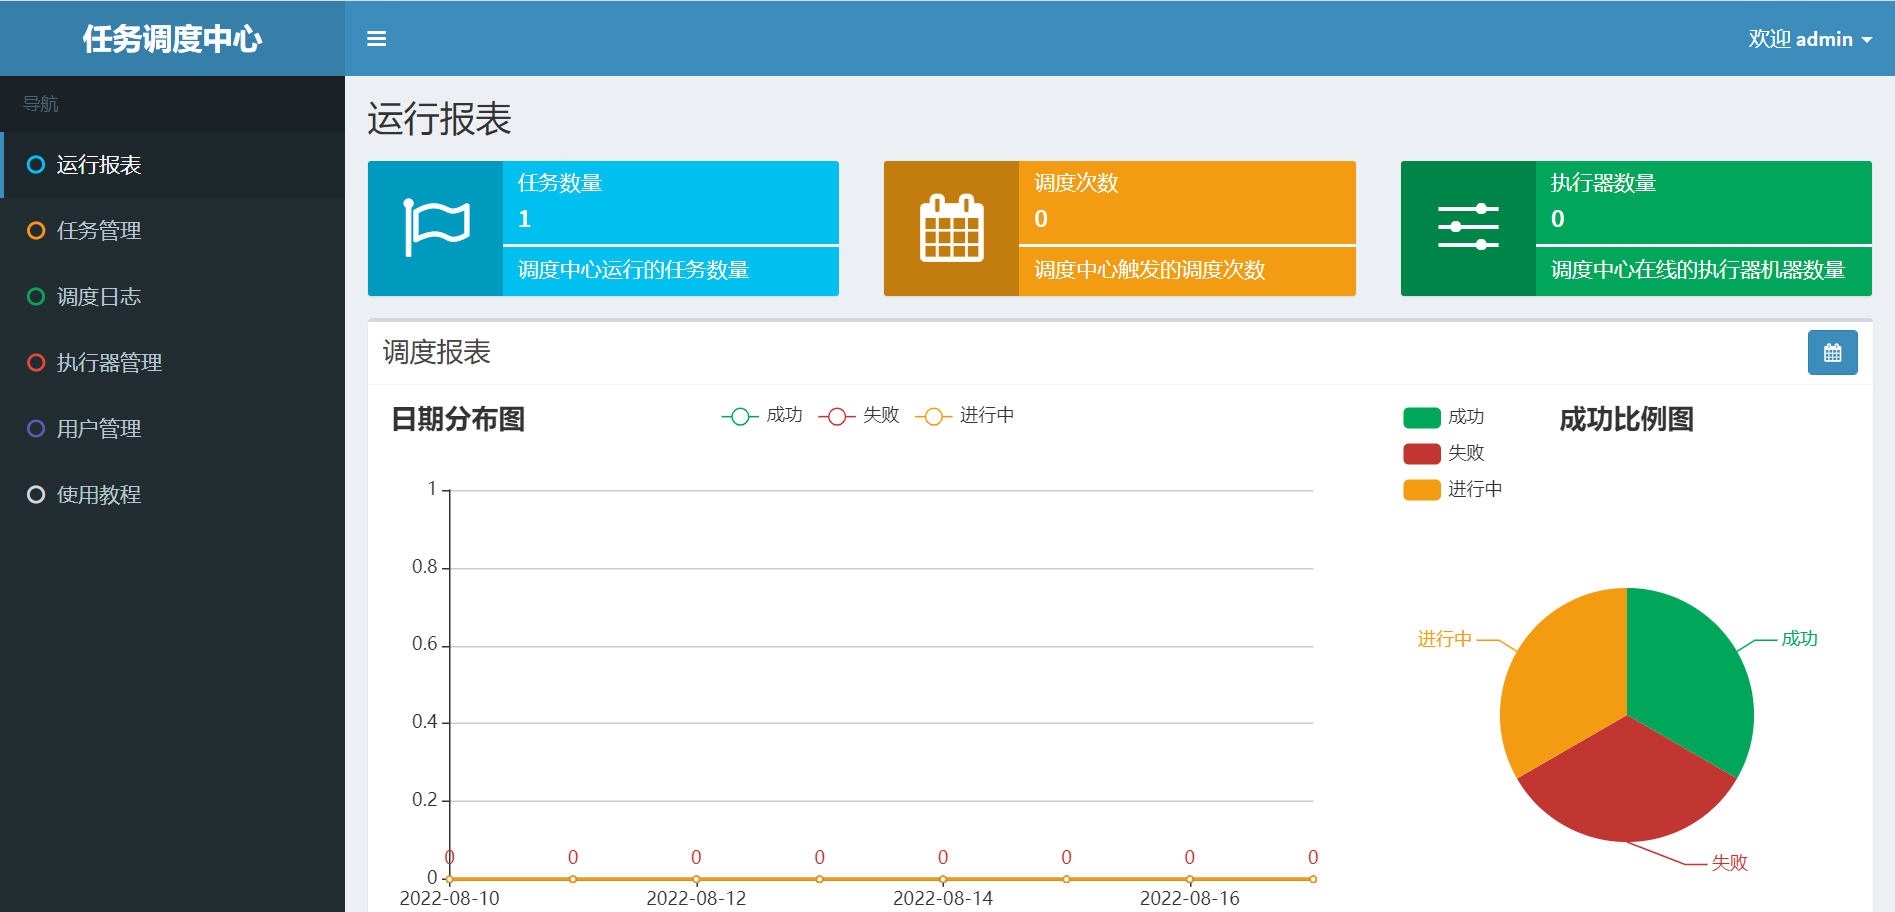 任务调度中心
欢迎 admin
导航
运行报表
任务管理
调度日志
执行器管理
用户管理
使用教程
运行报表
任务数量
1
调度中心运行的任务数量
调度次数
0
调度中心触发的调度次数
执行器数量
0
调度中心在线的执行器机器数量
调度报表
日期分布图
成功 失败 进行中
1
0.8
0.6
0.4
0.2
0
0 0 0 0 0 0 0 0
2022-08-10 2022-08-12 2022-08-14 2022-08-16
成功
失败
进行中
成功比例图
进行中
成功
失败